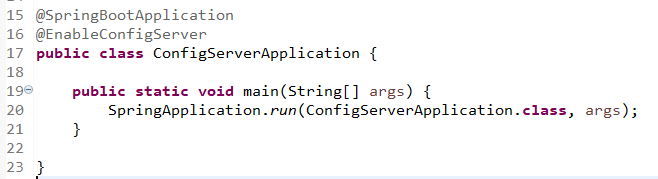 15 @SpringBootApplication
16 @EnableConfigServer
17 public class ConfigServerApplication {
18
19     public static void main(String[] args) {
20         SpringApplication.run(ConfigServerApplication.class, args);
21     }
22
23 }